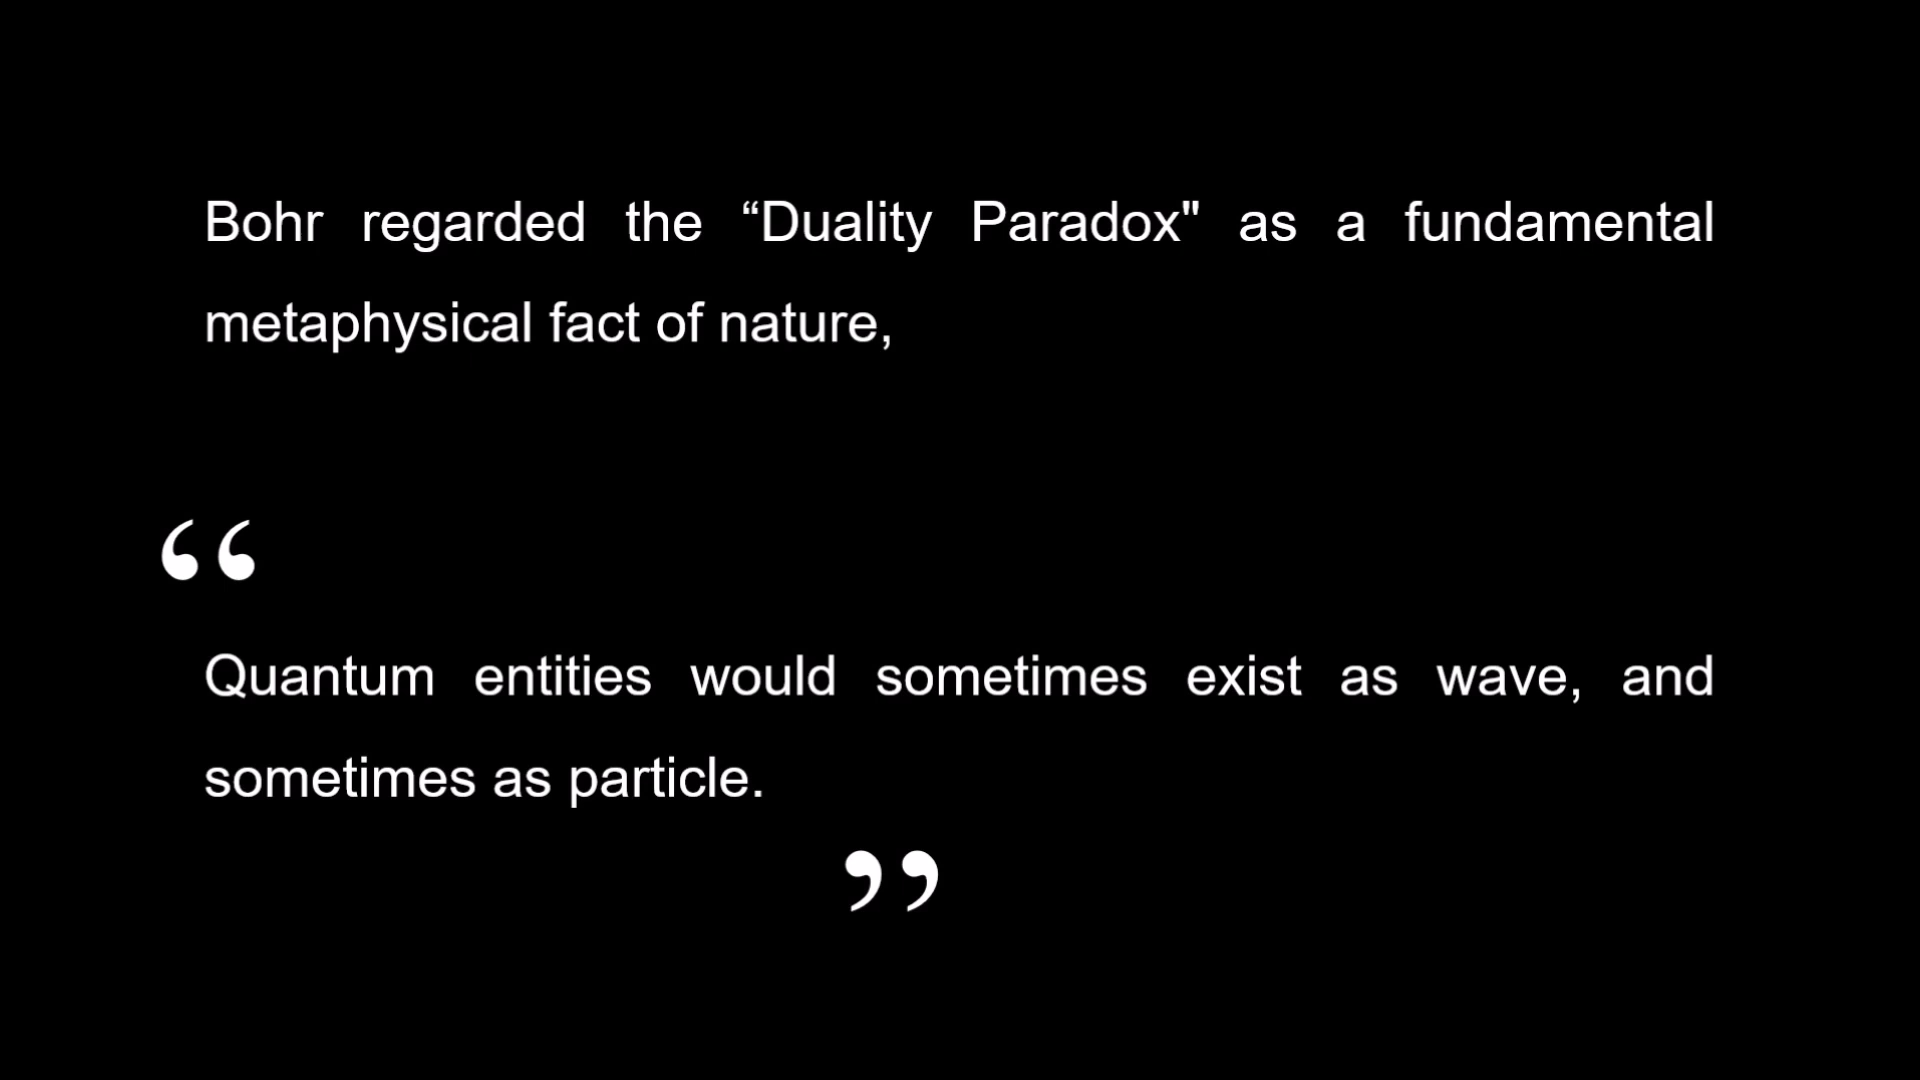 Bohr regarded the “Duality Paradox" as a fundamental
metaphysical fact of nature,
“
Quantum entities would sometimes exist as wave, and
sometimes as particle.
”